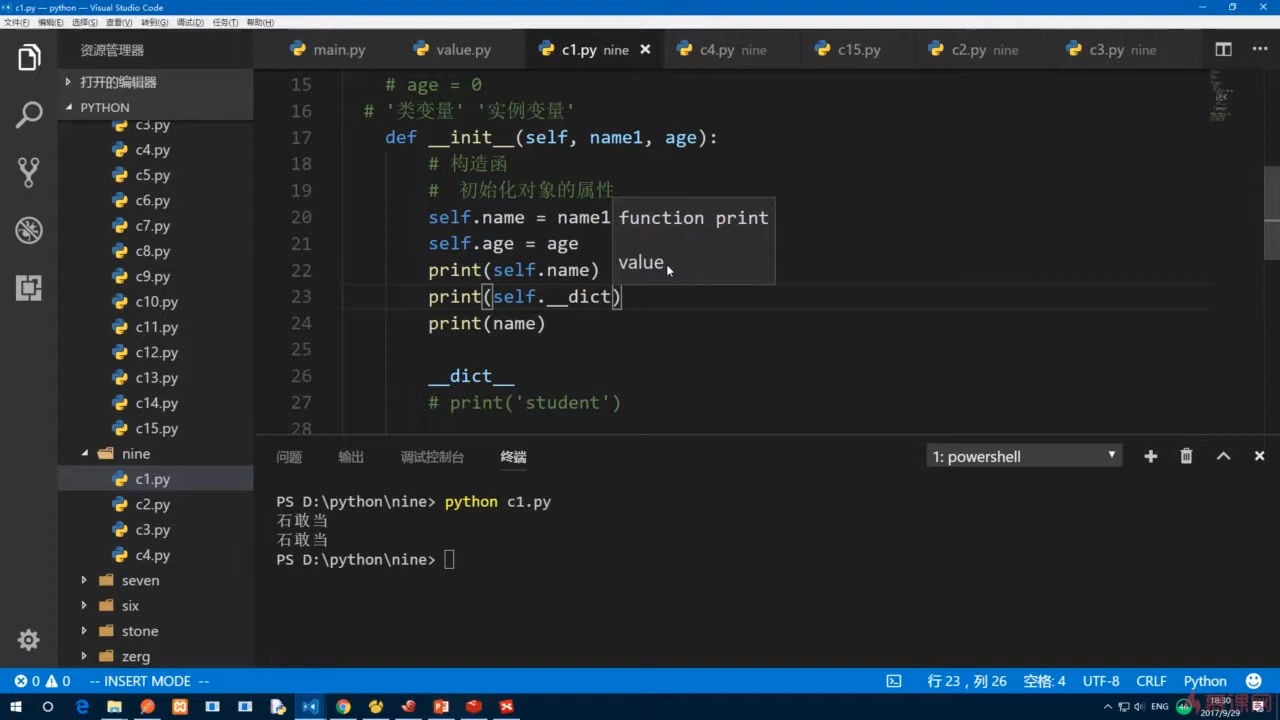 c1.py — python — Visual Studio Code
文件(F) 编辑(E) 选择(S) 查看(V) 转到(G) 调试(D) 任务(T) 帮助(H)
资源管理器
main.py value.py c1.py nine c4.py nine c15.py c2.py nine c3.py nine
打开的编辑器
PYTHON
c3.py
c4.py
c5.py
c6.py
c7.py
c8.py
c9.py
c10.py
c11.py
c12.py
c13.py
c14.py
c15.py
nine
c1.py
c2.py
c3.py
c4.py
seven
six
stone
zerg
15 # age = 0
16 # '类变量' '实例变量'
17 def __init__(self, name1, age):
18 # 构造函
19 # 初始化对象的属性
20 self.name = name1
21 self.age = age
22 print(self.name)
23 print(self.__dict)
24 print(name)
25
26 __dict__
27 # print('student')
28
function print
value
问题 输出 调试控制台 终端
1: powershell
PS D:\python\nine> python c1.py
石敢当
石敢当
PS D:\python\nine>
0 0 -- INSERT MODE --
行 23，列 26 空格: 4 UTF-8 CRLF Python
ENG
46
18:30
2017/9/29
慕课网